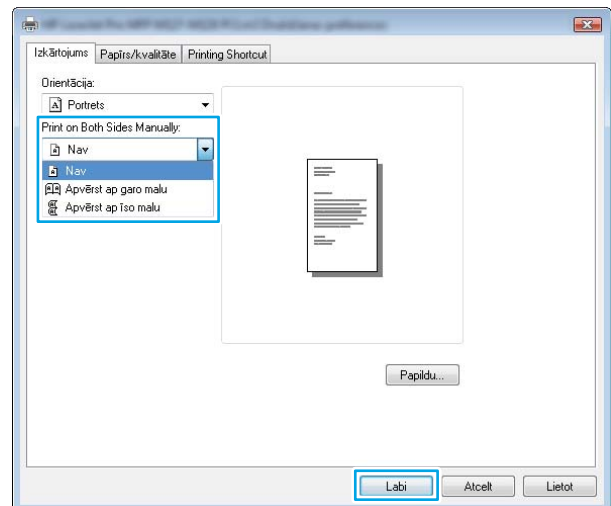 Izkārtojums Papīrs/kvalitāte Printing Shortcut
Orientācija:
Portrets
Print on Both Sides Manually:
Nav
Nav
Apvērst ap garo malu
Apvērst ap īso malu
Papildu...
Labi Atcelt Lietot